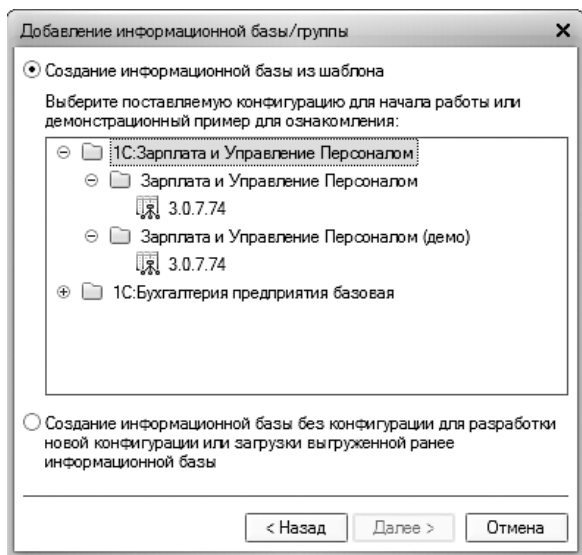 Добавление информационной базы/группы
Создание информационной базы из шаблона
Выберите поставляемую конфигурацию для начала работы или
демонстрационный пример для ознакомления:
1С:Зарплата и Управление Персоналом
Зарплата и Управление Персоналом
3.0.7.74
Зарплата и Управление Персоналом (демо)
3.0.7.74
1С:Бухгалтерия предприятия базовая
Создание информационной базы без конфигурации для разработки
новой конфигурации или загрузки выгруженной ранее
информационной базы
< Назад
Далее >
Отмена